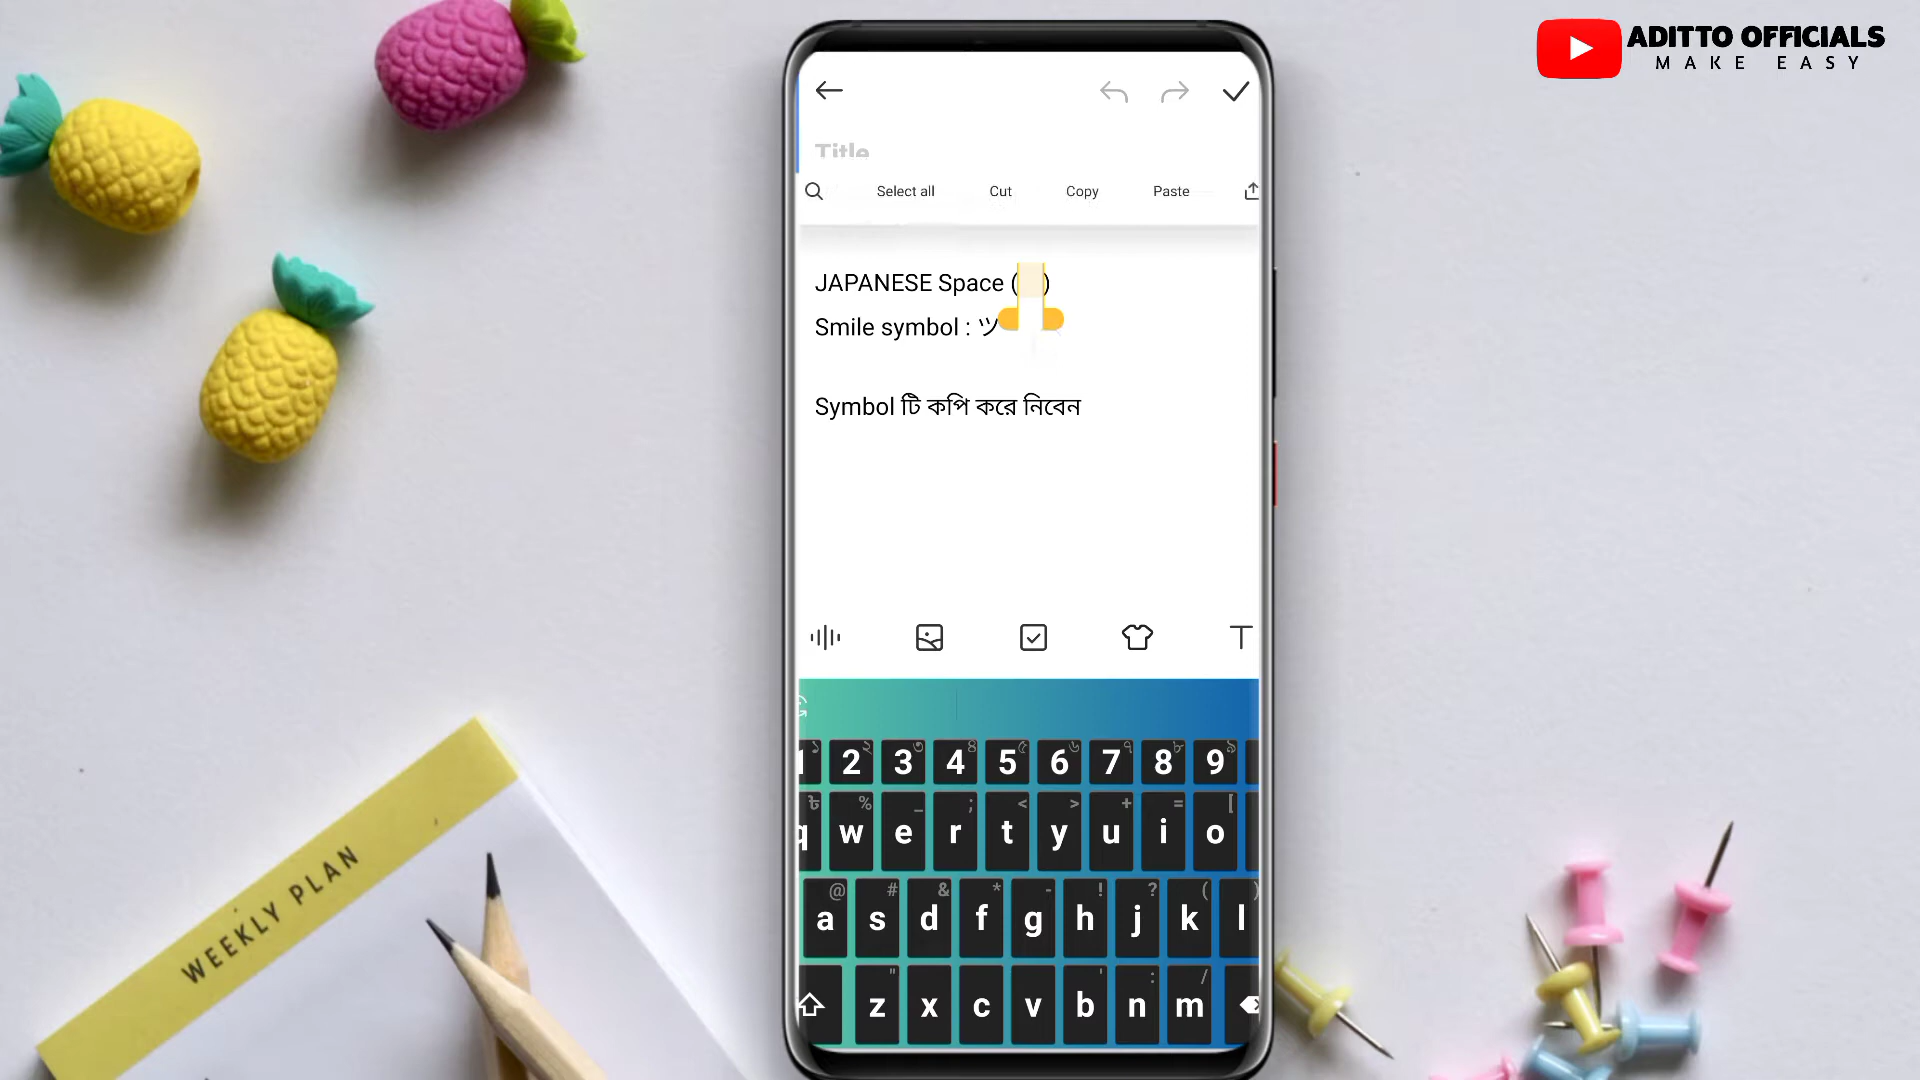 ADITTO OFFICIALS
MAKE EASY
Title
Select all Cut Copy Paste
JAPANESE Space (  )
Smile symbol : ツ
Symbol টি কপি করে নিবেন
1 2 3 4 5 6 7 8 9
q w e r t y u i o
a s d f g h j k l
z x c v b n m
WEEKLY PLAN